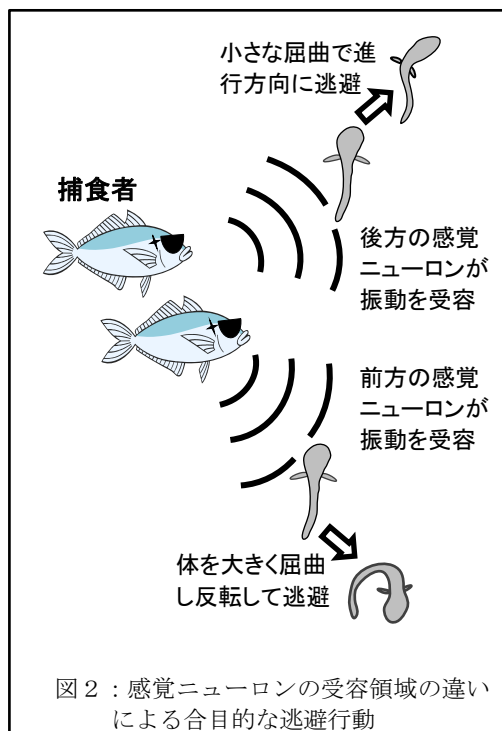 小さな屈曲で進
行方向に逃避
捕食者
後方の感覚
ニューロンが
振動を受容
前方の感覚
ニューロンが
振動を受容
体を大きく屈曲
し反転して逃避
図２：感覚ニューロンの受容領域の違い
による合目的な逃避行動